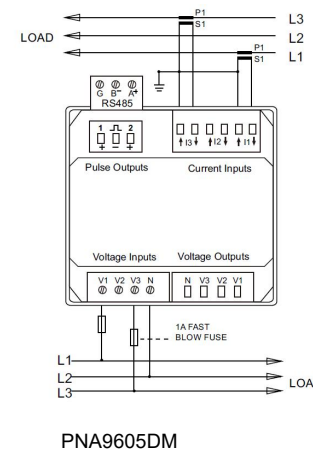 P1
L3
S1
LOAD
L2
P1
L1
S1
G B- A+
RS485
1 2
+ − +
I3 I2 I1
Pulse Outputs
Current Inputs
Voltage Inputs
Voltage Outputs
V1 V2 V3 N
N V3 V2 V1
1A FAST
BLOW FUSE
L1
L2
LOA
L3
PNA9605DM